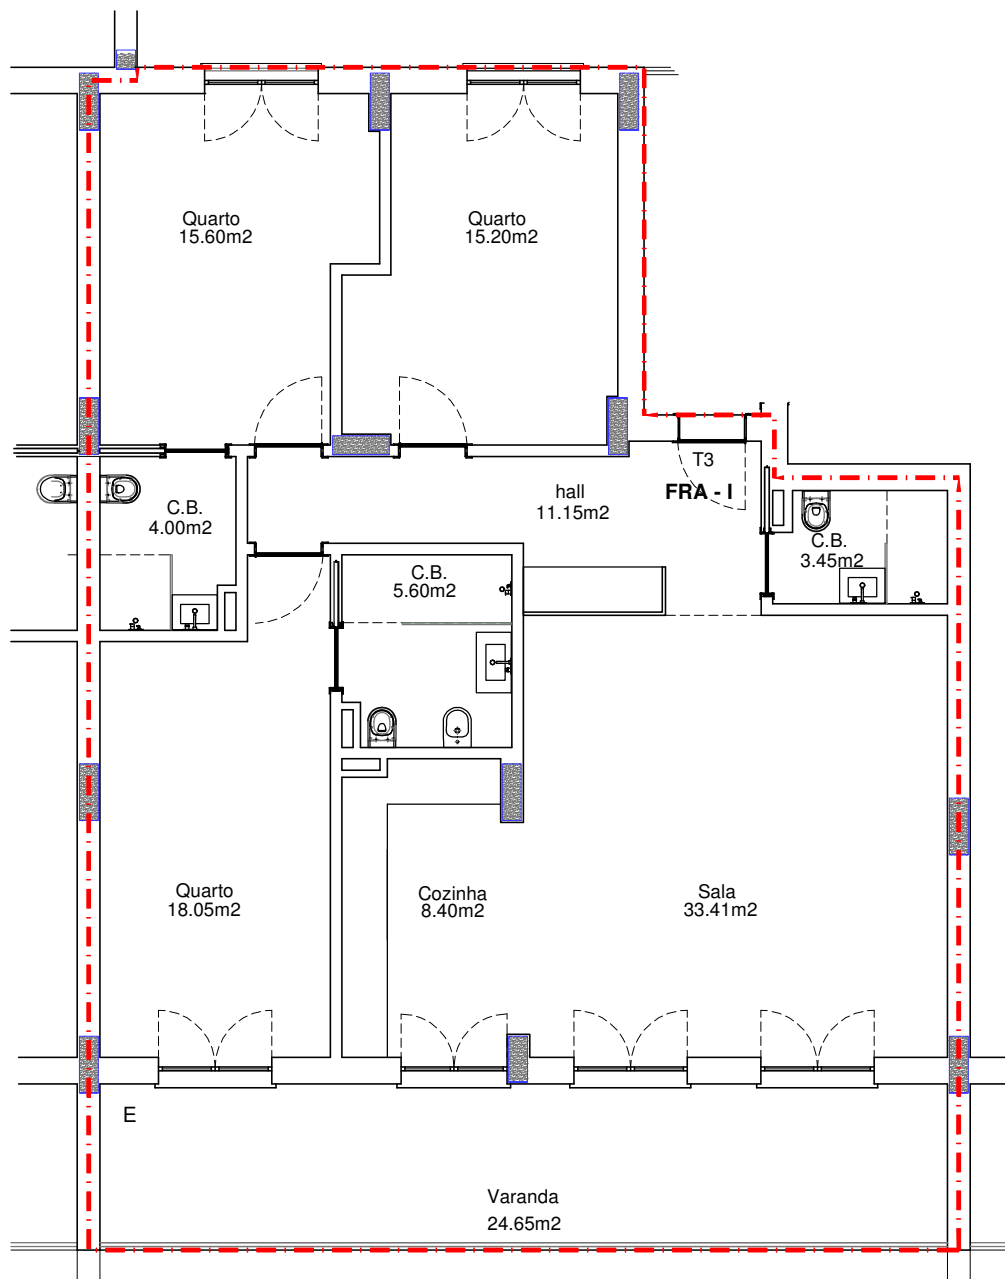 Quarto
15.60m2
Quarto
15.20m2
T3
FRA - I
hall
11.15m2
C.B.
4.00m2
C.B.
3.45m2
C.B.
5.60m2
Quarto
18.05m2
Cozinha
8.40m2
Sala
33.41m2
E
Varanda
24.65m2